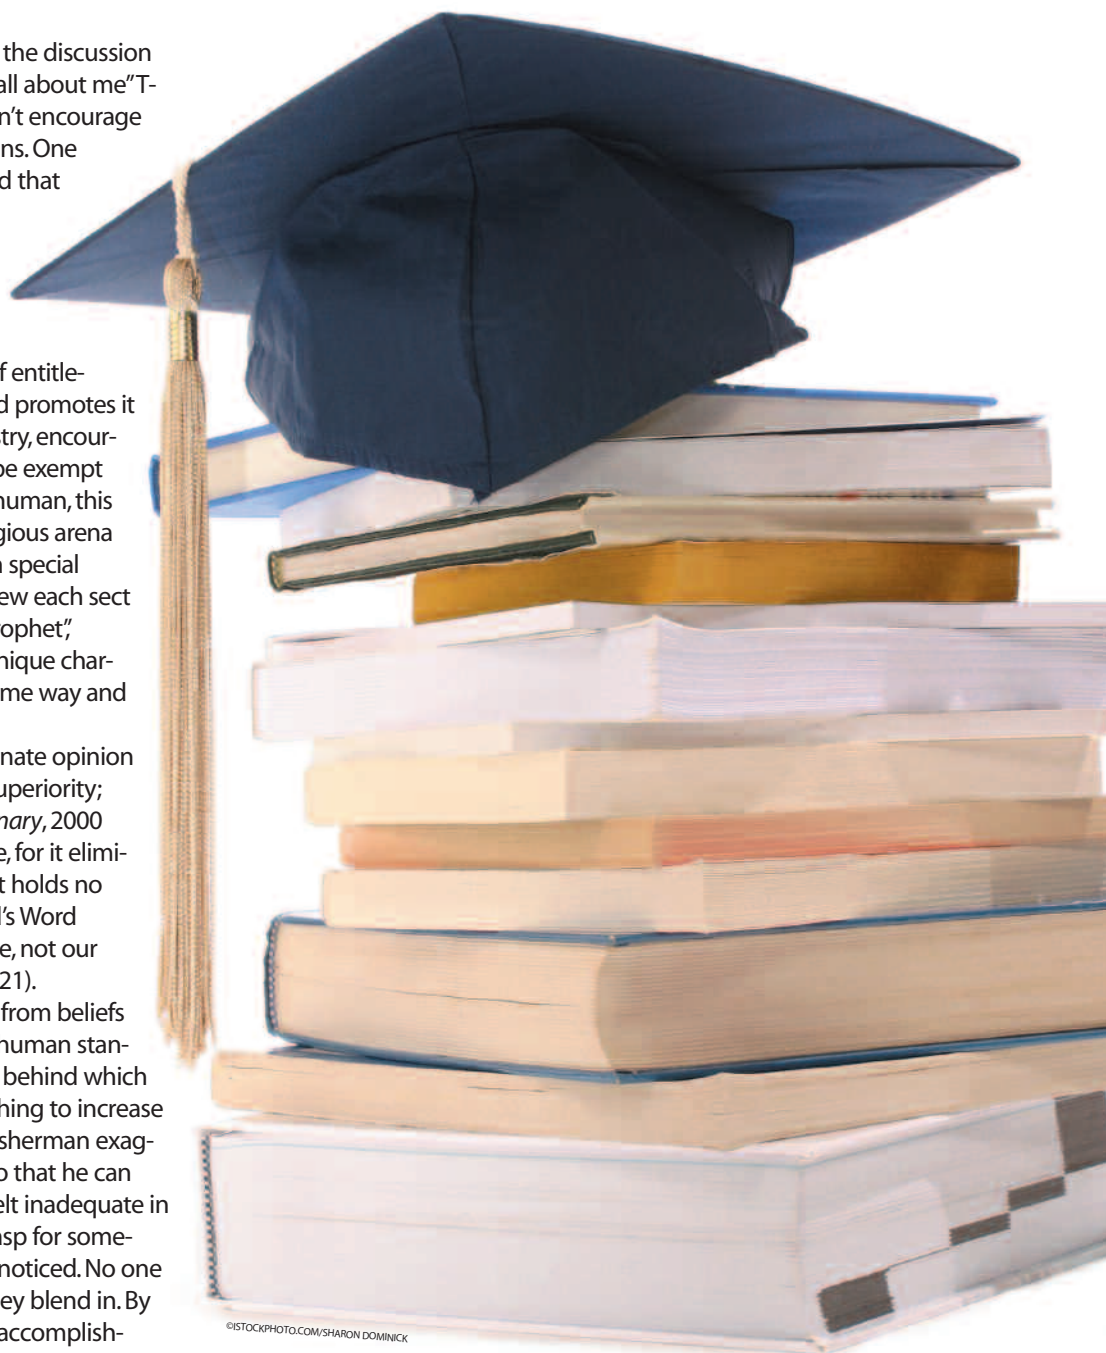 the discussion
all about me” T-
n’t encourage
ns. One
d that
f entitle-
d promotes it
stry, encour-
be exempt
human, this
gious arena
n special
ew each sect
rophet”,
nique char-
me way and
nate opinion
uperiority;
nary, 2000
e, for it elimi-
t holds no
l’s Word
e, not our
21).
from beliefs
human stan-
behind which
hing to increase
sherman exag-
o that he can
elt inadequate in
asp for some-
noticed. No one
ey blend in. By
accomplish-
©ISTOCKPHOTO.COM/SHARON DOMINICK